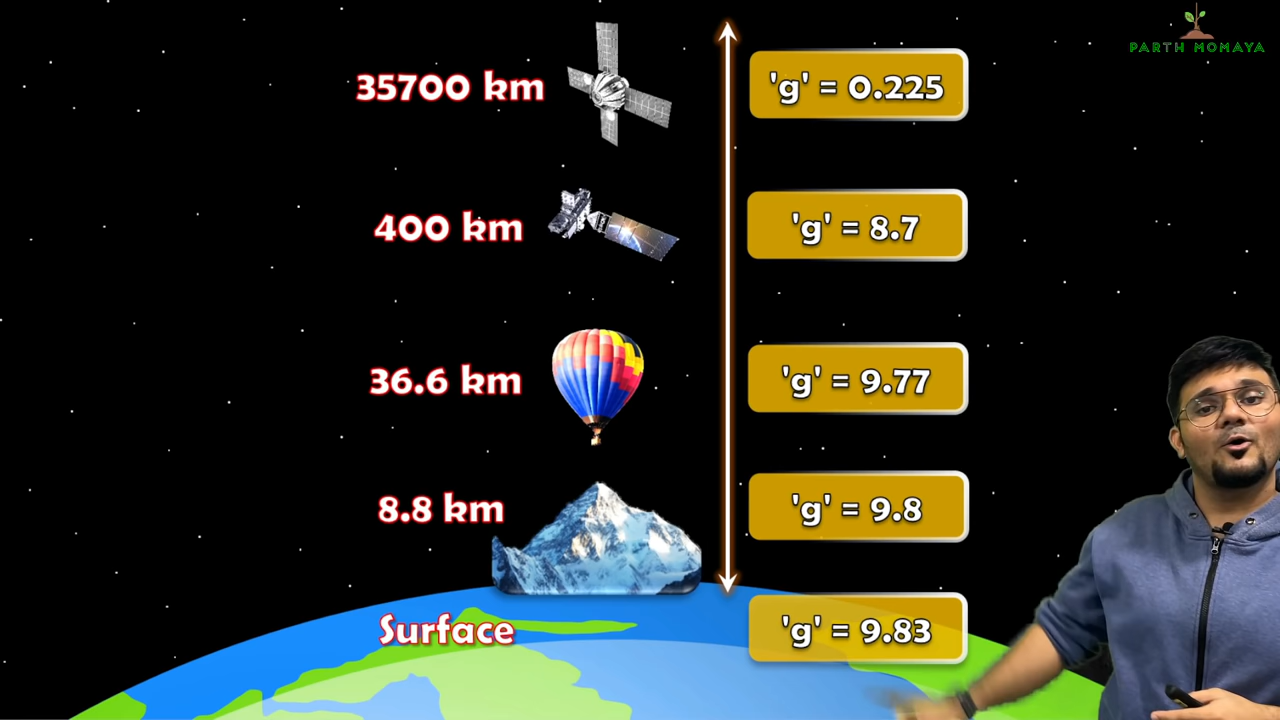 PARTH MOMAYA
35700 km
'g' = 0.225
400 km
'g' = 8.7
36.6 km
'g' = 9.77
8.8 km
'g' = 9.8
Surface
'g' = 9.83